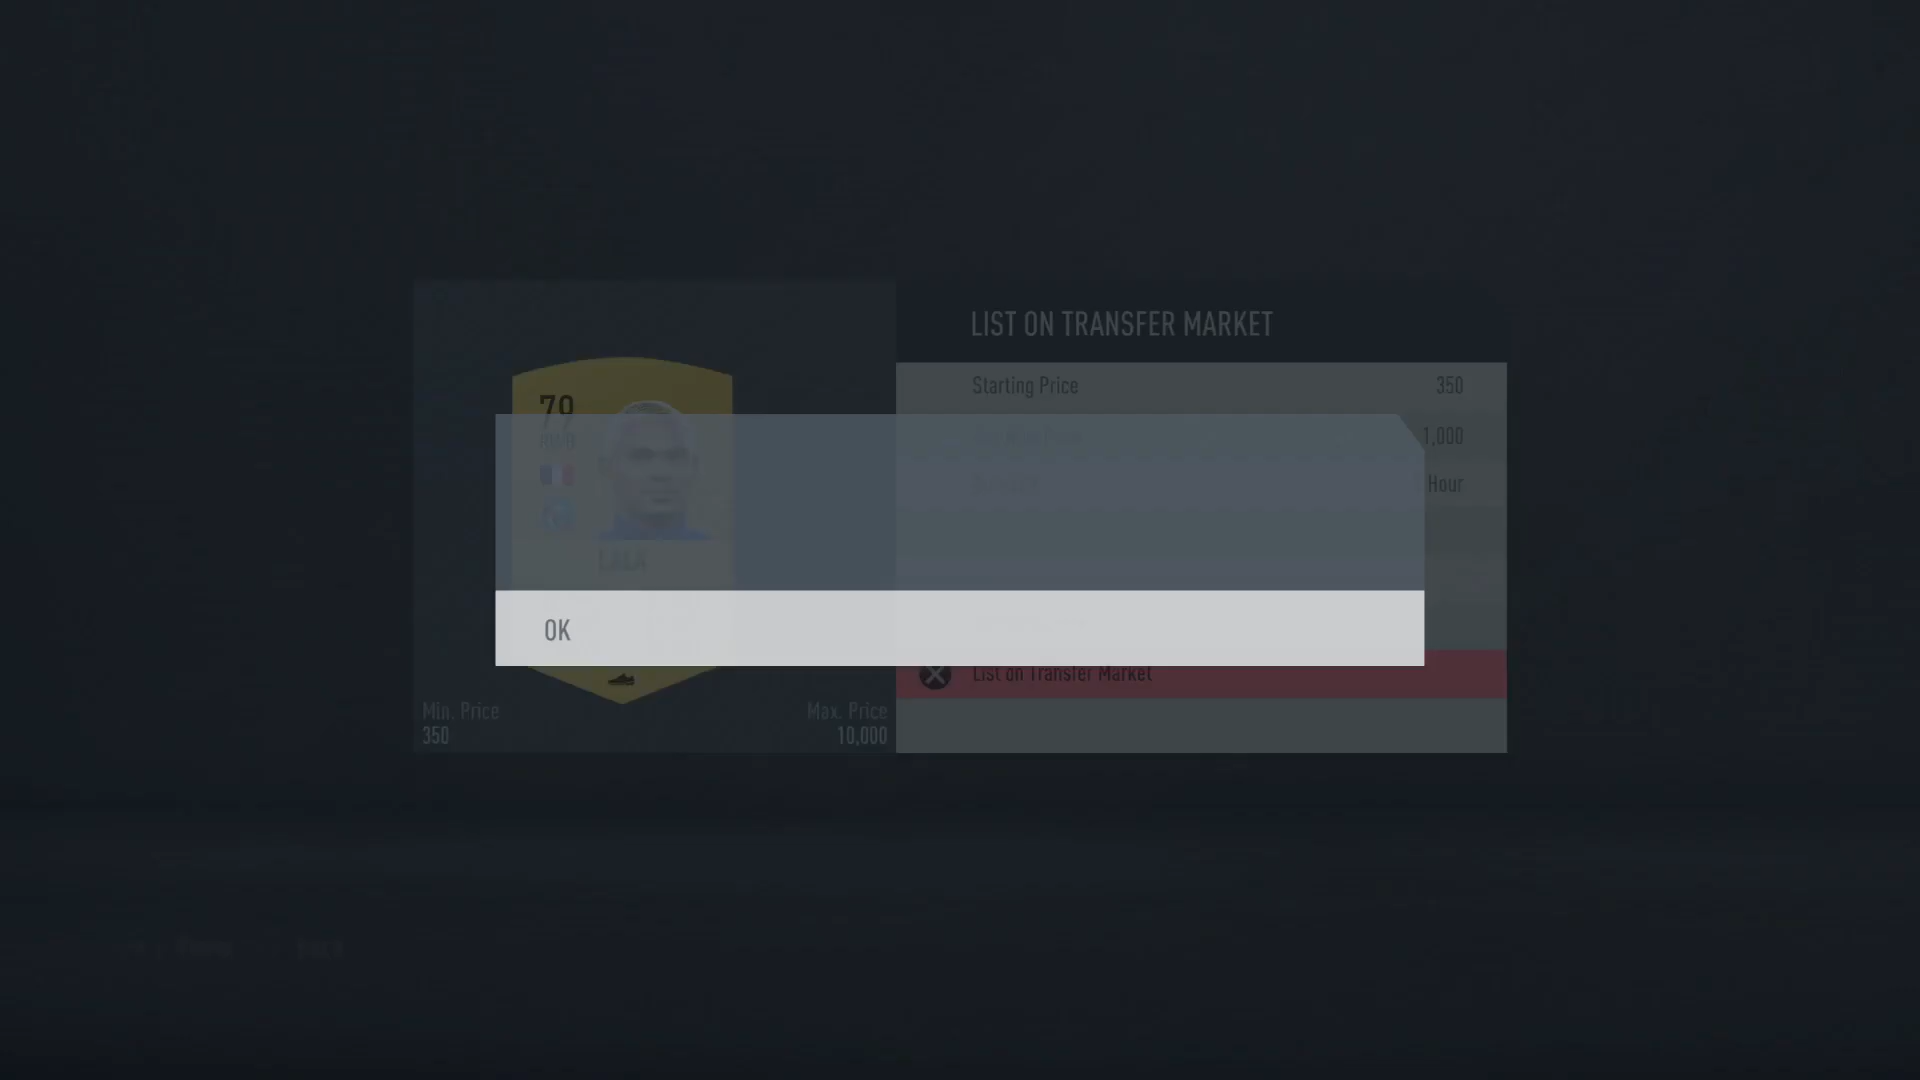 LIST ON TRANSFER MARKET
Starting Price 350
1,000
Hour
79
LALA
OK
List on Transfer Market
Min. Price
350
Max. Price
10,000